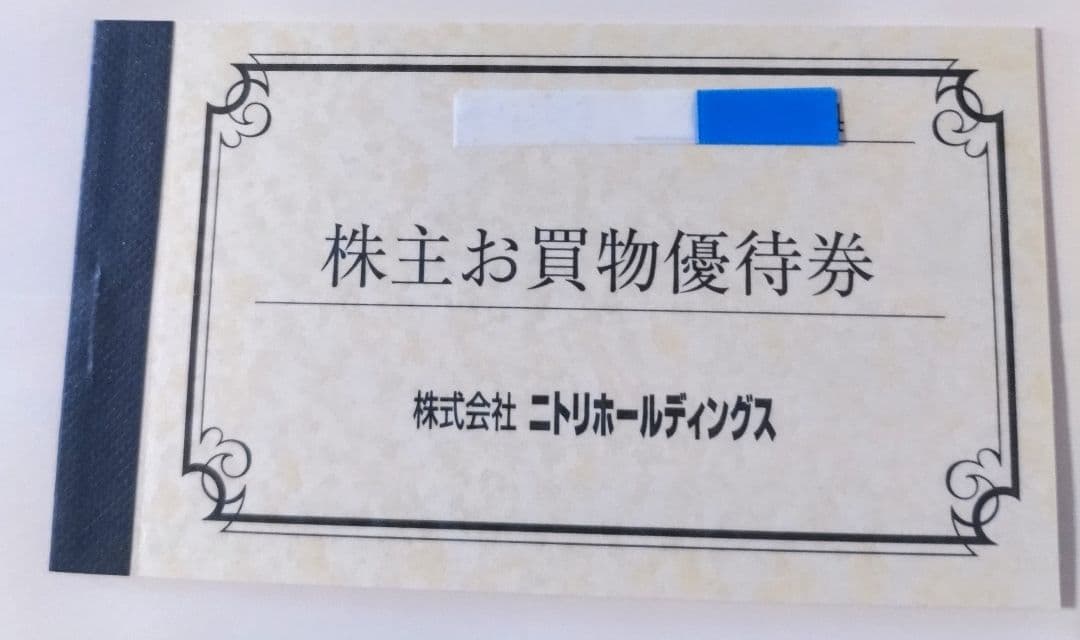 株主お買物優待券
株式会社 ニトリホールディングス